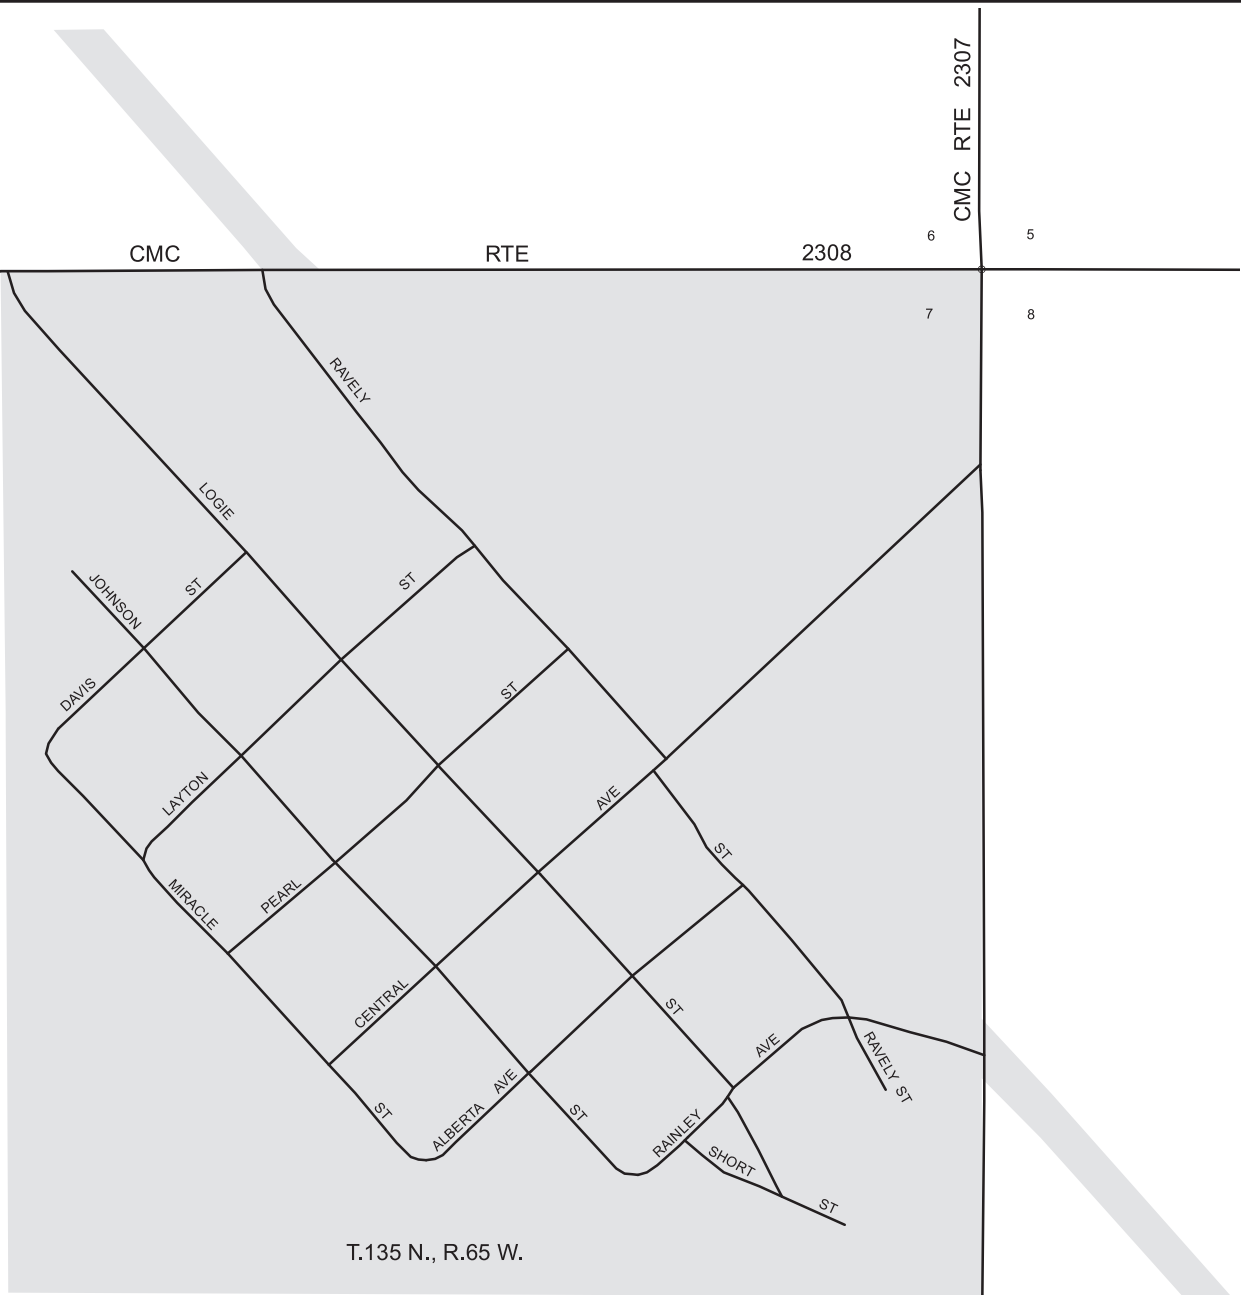 CMC RTE 2307
6 5
CMC RTE 2308
7 8
RAVELY ST
LOGIE ST
JOHNSON ST
DAVIS ST
LAYTON ST
PEARL ST
MIRACLE ST
CENTRAL AVE
ALBERTA AVE
RAINLEY AVE
RAVELY ST
SHORT ST
T.135 N., R.65 W.